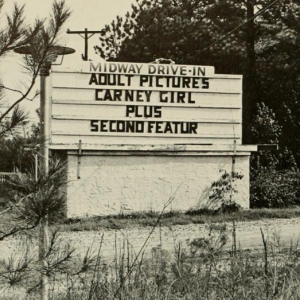 MIDWAY DRIVE-IN
ADULT PICTURES
CARNEY GIRL
PLUS
SECOND FEATUR